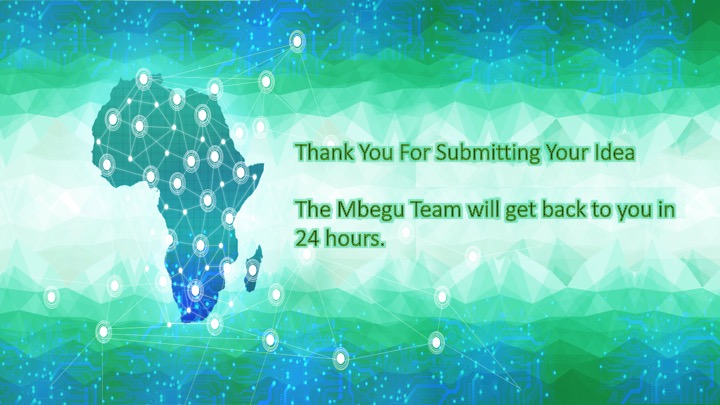 Thank You For Submitting Your Idea
The Mbegu Team will get back to you in
24 hours.